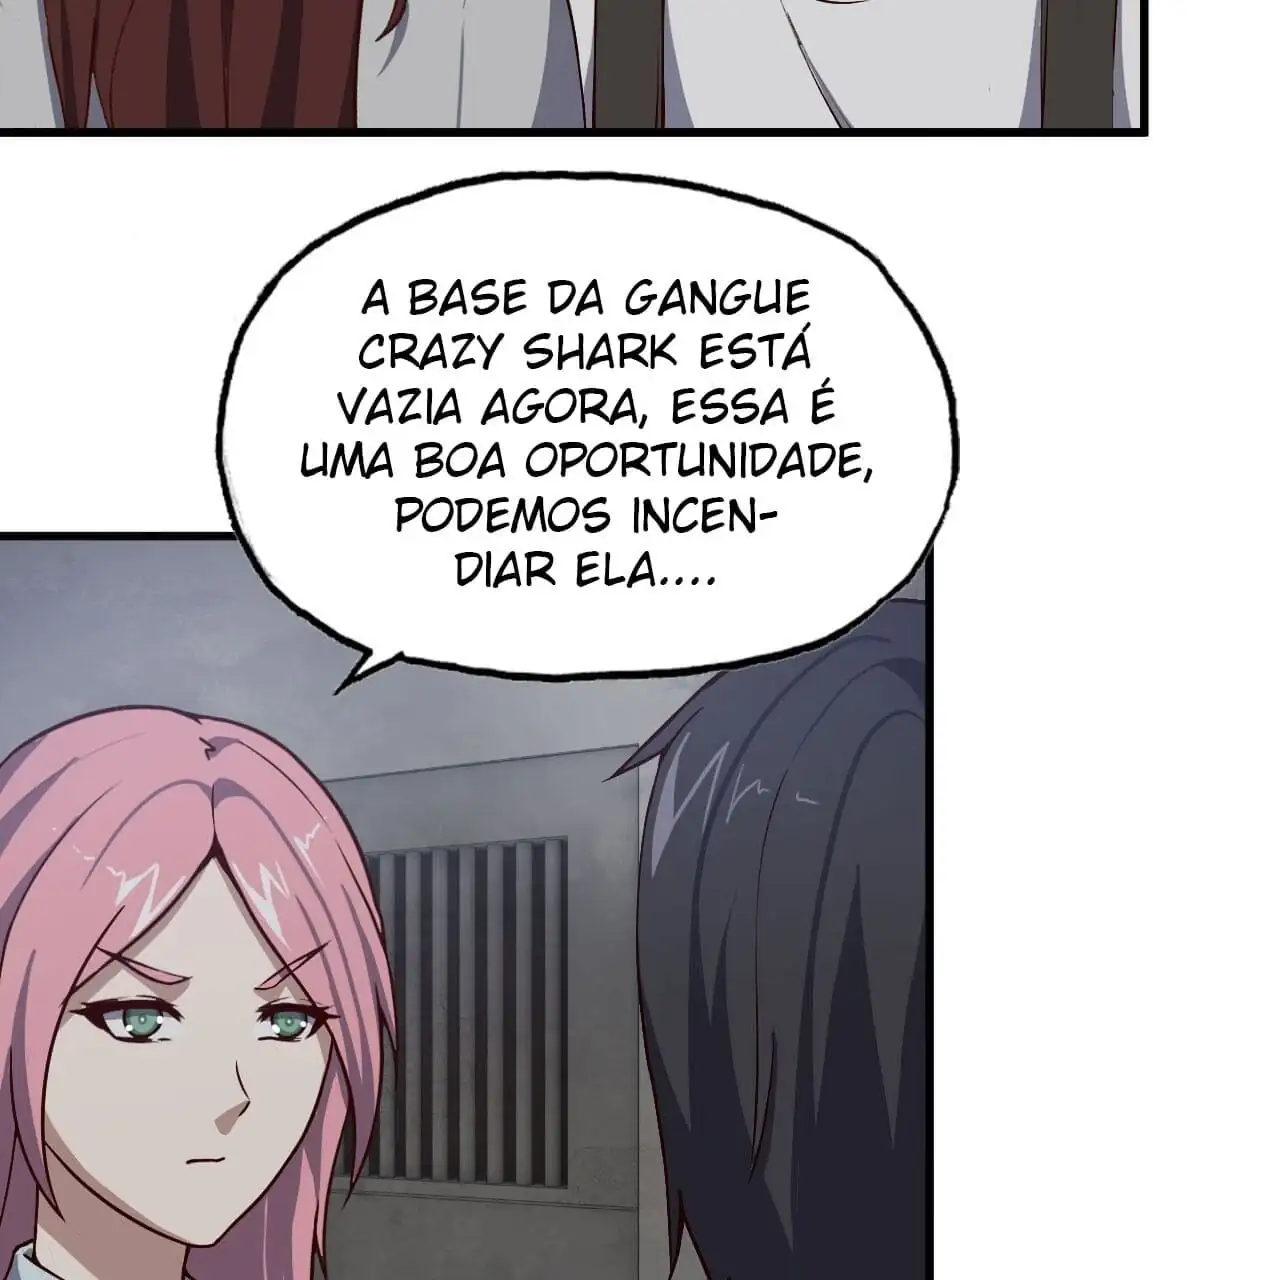 A BASE DA GANGUE
CRAZY SHARK ESTÁ
VAZIA AGORA, ESSA É
UMA BOA OPORTUNIDADE,
PODEMOS INCEN-
DIAR ELA....